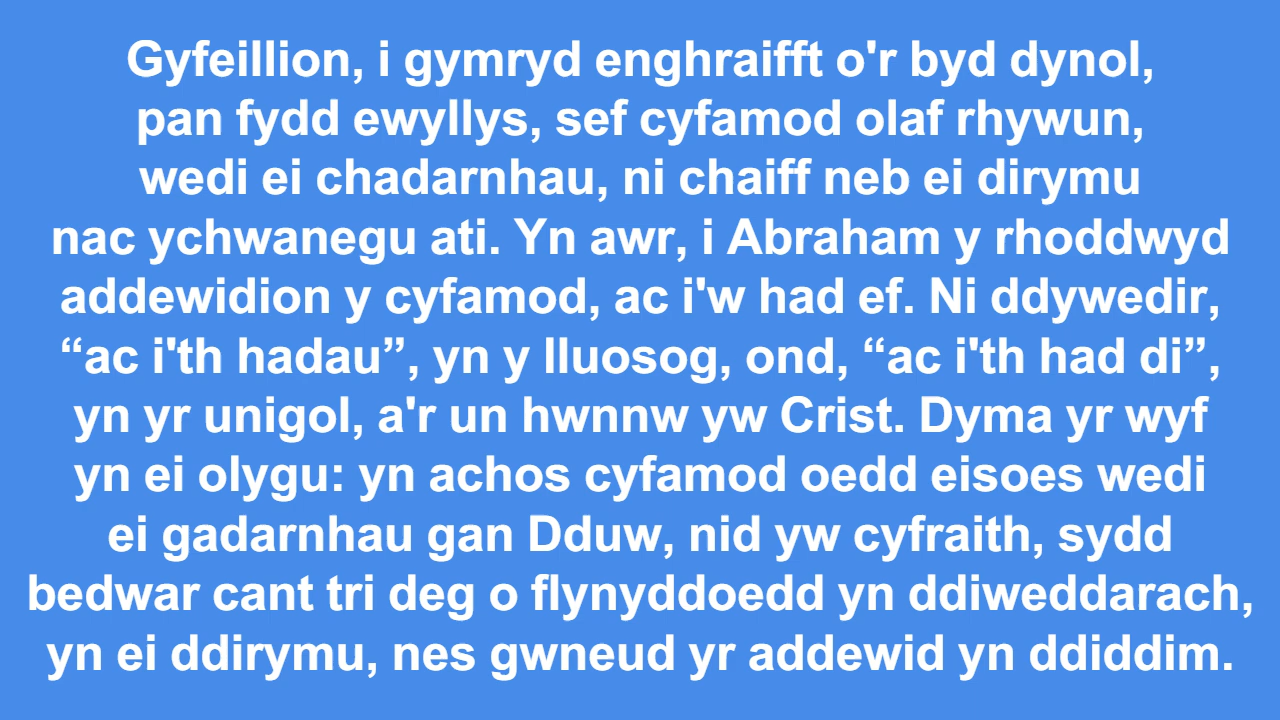 Gyfeillion, i gymryd enghraifft o'r byd dynol,
pan fydd ewyllys, sef cyfamod olaf rhywun,
wedi ei chadarnhau, ni chaiff neb ei dirymu
nac ychwanegu ati. Yn awr, i Abraham y rhoddwyd
addewidion y cyfamod, ac i'w had ef. Ni ddywedir,
“ac i'th hadau”, yn y lluosog, ond, “ac i'th had di”,
yn yr unigol, a'r un hwnnw yw Crist. Dyma yr wyf
yn ei olygu: yn achos cyfamod oedd eisoes wedi
ei gadarnhau gan Dduw, nid yw cyfraith, sydd
bedwar cant tri deg o flynyddoedd yn ddiweddarach,
yn ei ddirymu, nes gwneud yr addewid yn ddiddim.